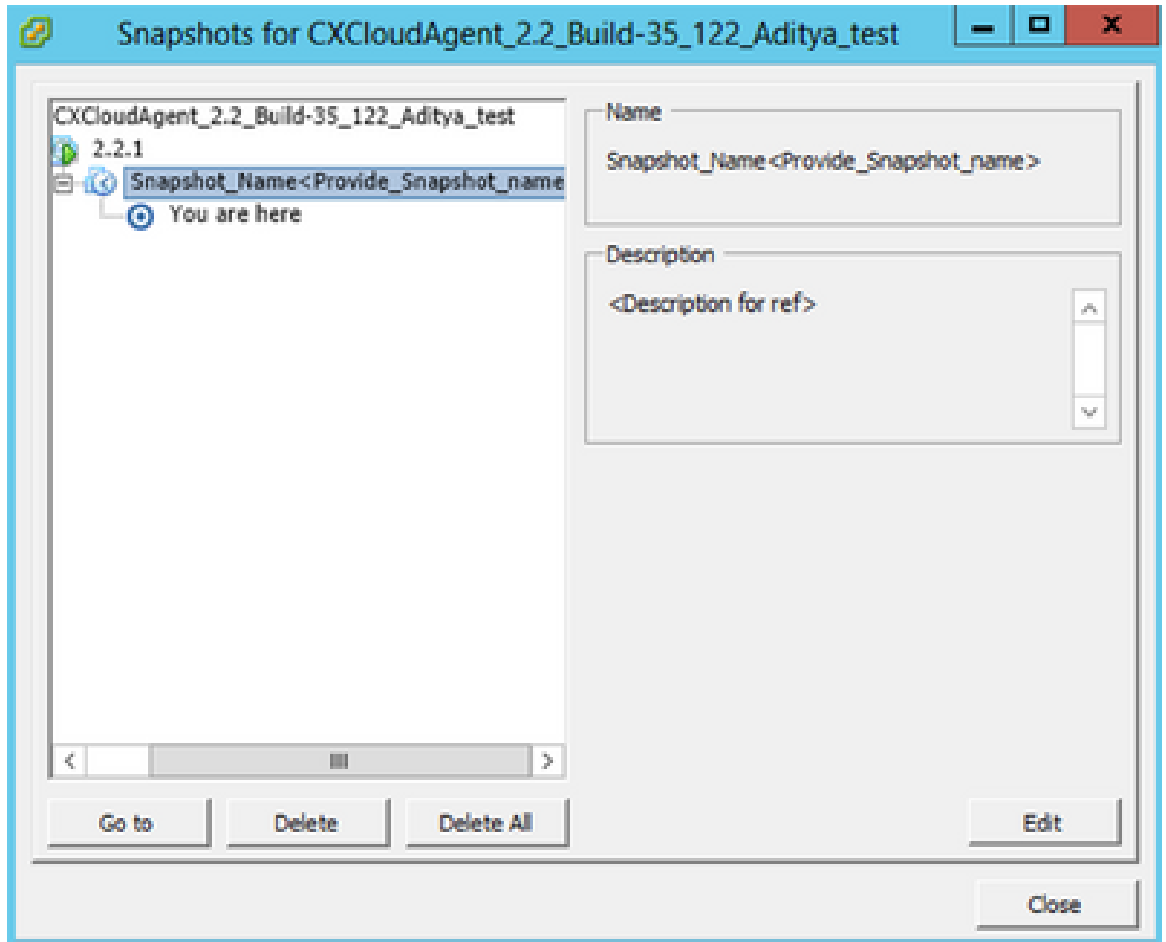 Snapshots for CXCloudAgent_2.2_Build-35_122_Aditya_test
CXCloudAgent_2.2_Build-35_122_Aditya_test
2.2.1
Snapshot_Name<Provide_Snapshot_name
You are here
Name
Snapshot_Name<Provide_Snapshot_name>
Description
<Description for ref>
Go to
Delete
Delete All
Edit
Close